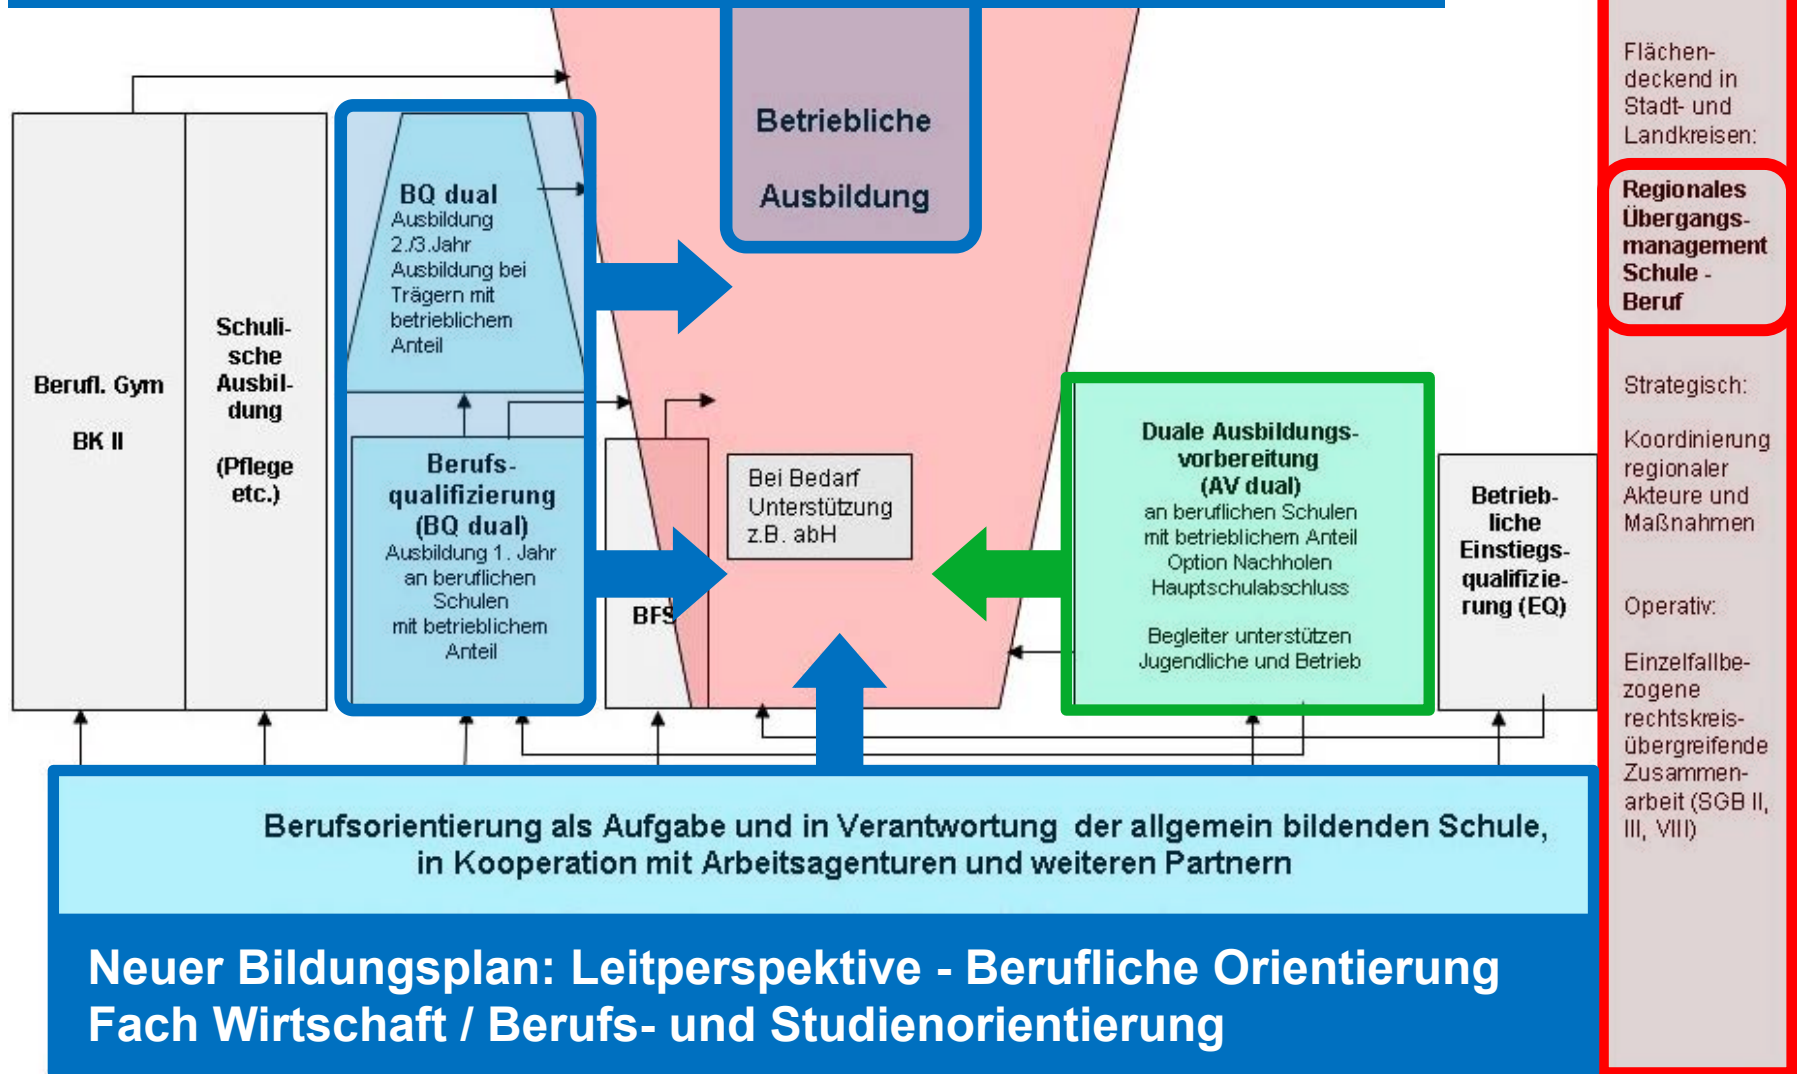 Betriebliche
Ausbildung
Berufl. Gym
BK II
Schuli-
sche
Ausbil-
dung
(Pflege
etc.)
BQ dual
Ausbildung
2./3.Jahr
Ausbildung bei
Trägern mit
betrieblichem
Anteil
Berufs-
qualifizierung
(BQ dual)
Ausbildung 1. Jahr
an beruflichen
Schulen
mit betrieblichem
Anteil
BFS
Bei Bedarf
Unterstützung
z.B. abH
Duale Ausbildungs-
vorbereitung
(AV dual)
an beruflichen Schulen
mit betrieblichem Anteil
Option Nachholen
Hauptschulabschluss
Begleiter unterstützen
Jugendliche und Betrieb
Betrieb-
liche
Einstiegs-
qualifizie-
rung (EQ)
Flächen-
deckend in
Stadt- und
Landkreisen:
Regionales
Übergangs-
management
Schule -
Beruf
Strategisch:
Koordinierung
regionaler
Akteure und
Maßnahmen
Operativ:
Einzelfallbe-
zogene
rechtskreis-
übergreifende
Zusammen-
arbeit (SGB II,
III, VIII)
Berufsorientierung als Aufgabe und in Verantwortung der allgemein bildenden Schule,
in Kooperation mit Arbeitsagenturen und weiteren Partnern
Neuer Bildungsplan: Leitperspektive - Berufliche Orientierung
Fach Wirtschaft / Berufs- und Studienorientierung